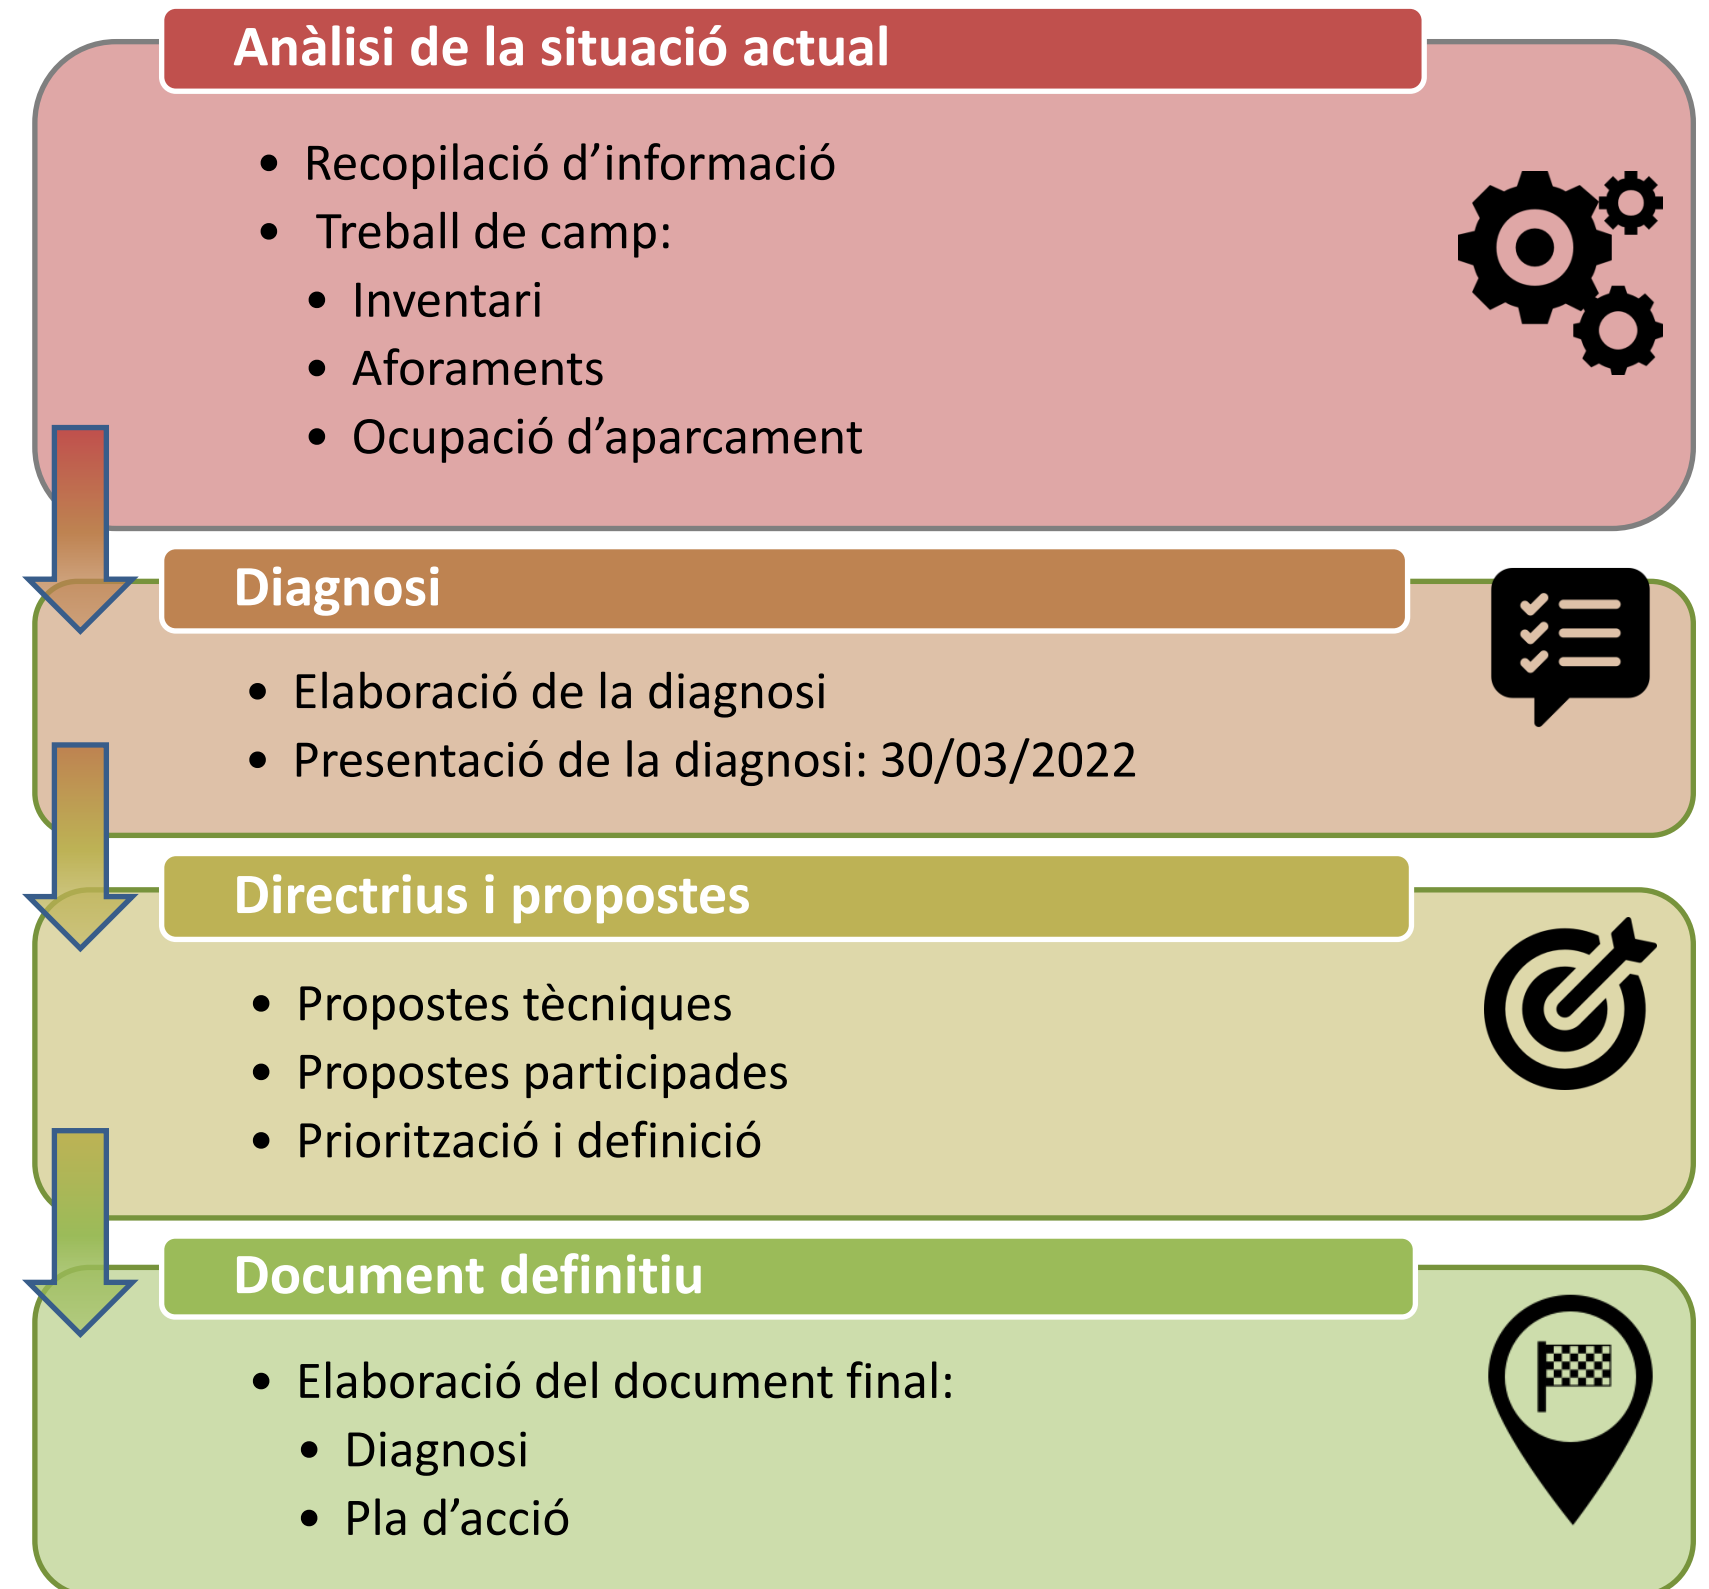 Anàlisi de la situació actual
• Recopilació d’informació
• Treball de camp:
• Inventari
• Aforaments
• Ocupació d’aparcament
Diagnosi
• Elaboració de la diagnosi
• Presentació de la diagnosi: 30/03/2022
Directrius i propostes
• Propostes tècniques
• Propostes participades
• Priorització i definició
Document definitiu
• Elaboració del document final:
• Diagnosi
• Pla d’acció